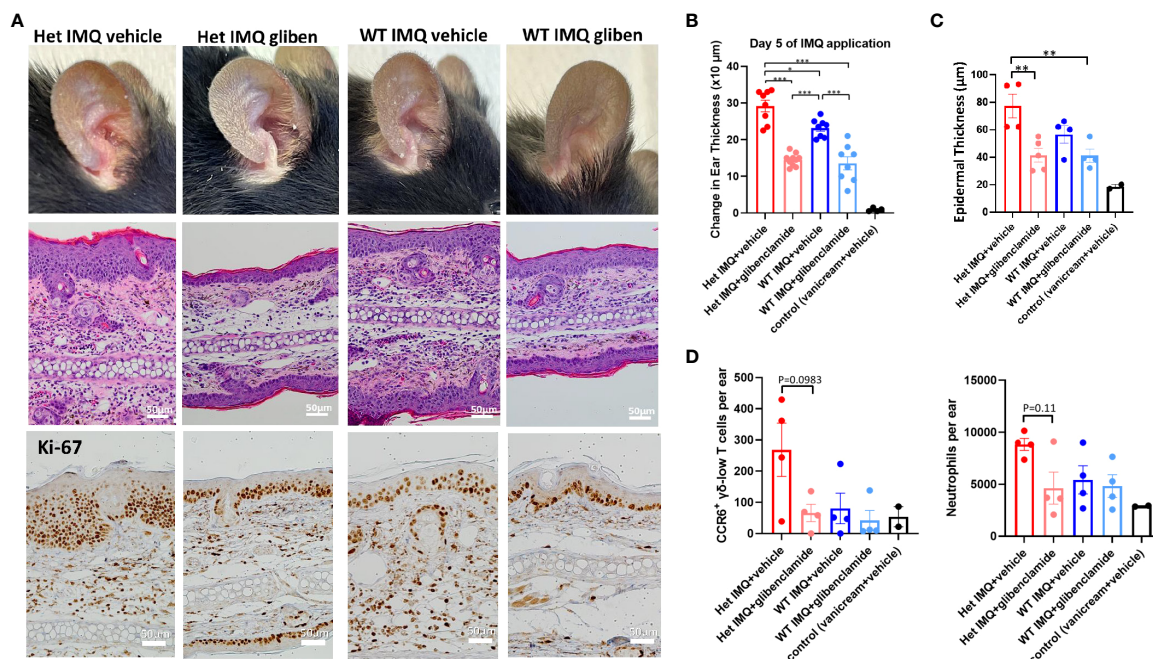 A
Het IMQ vehicle
Het IMQ gliben
WT IMQ vehicle
WT IMQ gliben
50μm
50μm
50μm
50μm
Ki-67
50μm
50μm
50μm
50μm
B
Day 5 of IMQ application
Change in Ear Thickness (x10 μm)
40
30
20
10
0
***
*
***
***
***
Het IMQ+vehicle
Het IMQ+glibenclamide
WT IMQ+vehicle
WT IMQ+glibenclamide
control (vanicream+vehicle)
C
Epidermal Thickness (μm)
100
80
60
40
20
0
**
**
Het IMQ+vehicle
Het IMQ+glibenclamide
WT IMQ+vehicle
WT IMQ+glibenclamide
control (vanicream+vehicle)
D
CCR6⁺ γδ-low T cells per ear
500
400
300
200
100
0
P=0.0983
Het IMQ+vehicle
Het IMQ+glibenclamide
WT IMQ+vehicle
WT IMQ+glibenclamide
control (vanicream+vehicle)
Neutrophils per ear
15000
10000
5000
0
P=0.11
Het IMQ+vehicle
Het IMQ+glibenclamide
WT IMQ+vehicle
WT IMQ+glibenclamide
control (vanicream+vehicle)